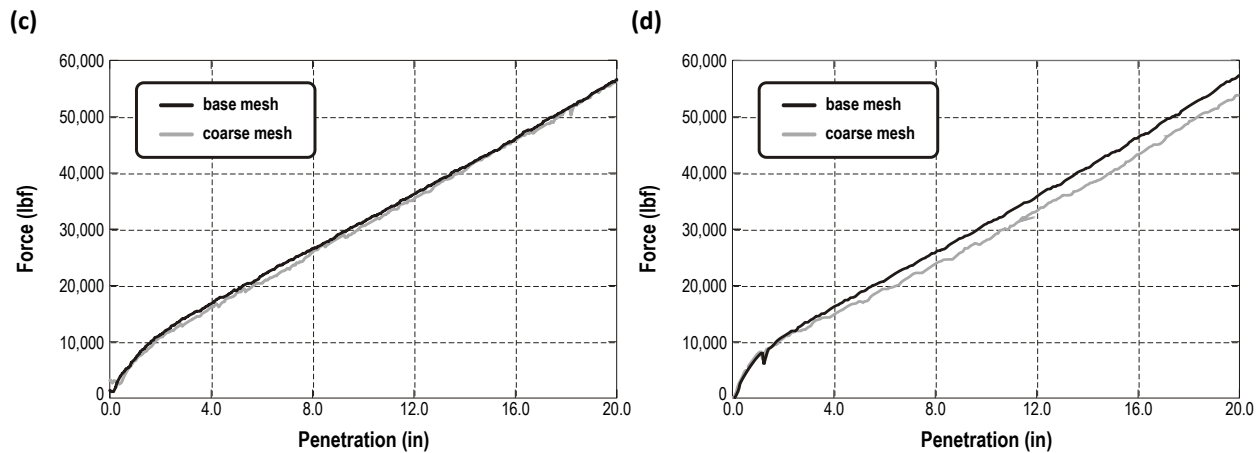 (c)
60,000
50,000
40,000
30,000
20,000
10,000
0
0.0 4.0 8.0 12.0 16.0 20.0
Force (lbf)
Penetration (in)
base mesh
coarse mesh
(d)
60,000
50,000
40,000
30,000
20,000
10,000
0
0.0 4.0 8.0 12.0 16.0 20.0
Force (lbf)
Penetration (in)
base mesh
coarse mesh